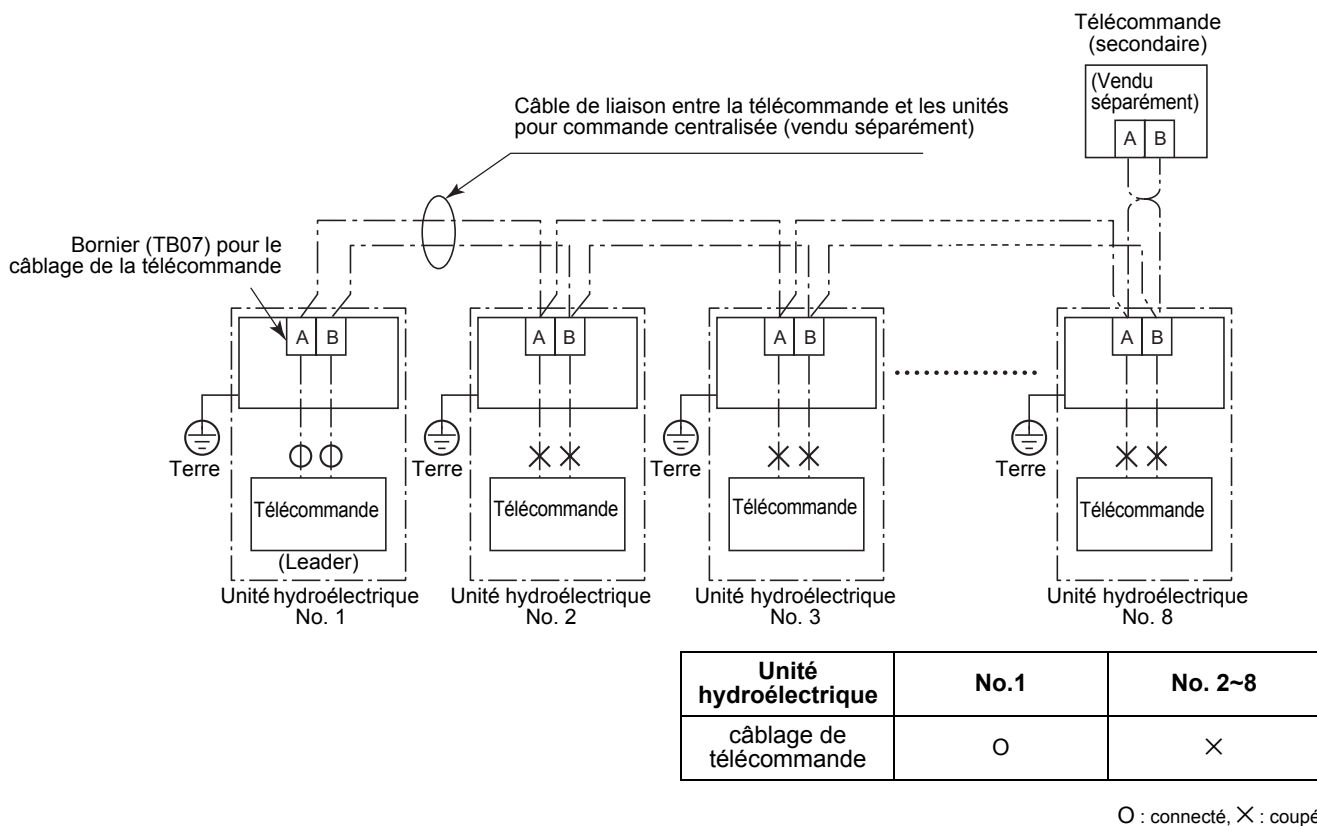 Télécommande
(secondaire)
(Vendu
séparément)
A B
Câble de liaison entre la télécommande et les unités
pour commande centralisée (vendu séparément)
Bornier (TB07) pour le
câblage de la télécommande
A B
A B
A B
A B
Terre
Terre
Terre
Terre
Télécommande
Télécommande
Télécommande
Télécommande
(Leader)
Unité hydroélectrique
No. 1
Unité hydroélectrique
No. 2
Unité hydroélectrique
No. 3
Unité hydroélectrique
No. 8
Unité
hydroélectrique
No.1
No. 2~8
câblage de
télécommande
O
×
O : connecté, × : coupé